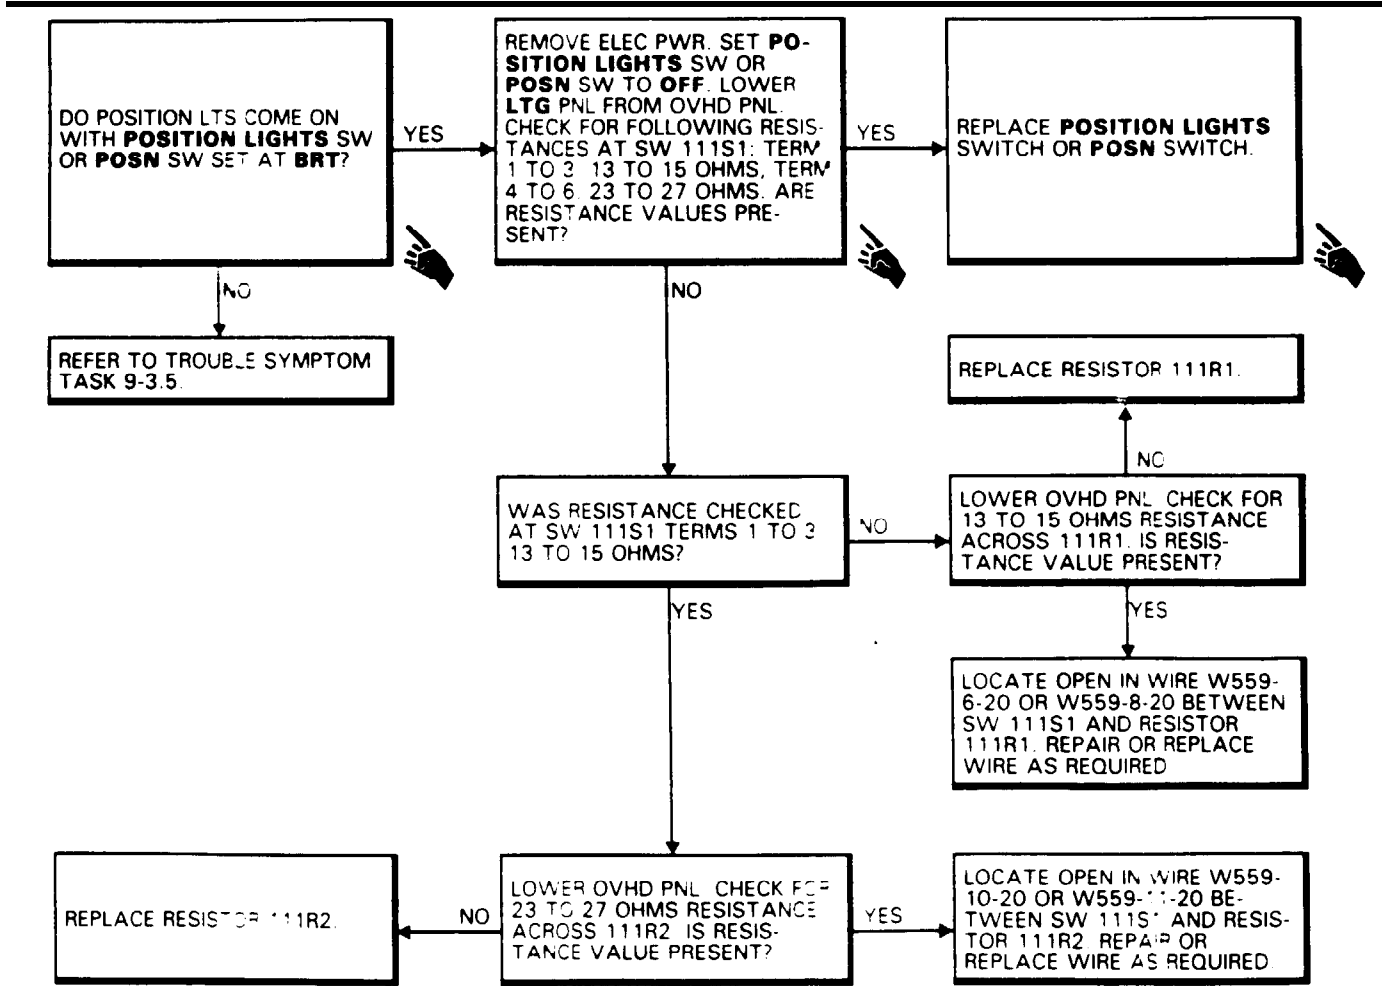 DO POSITION LTS COME ON
WITH POSITION LIGHTS SW
OR POSN SW SET AT BRT?
YES
REMOVE ELEC PWR. SET PO-
SITION LIGHTS SW OR
POSN SW TO OFF. LOWER
LTG PNL FROM OVHD PNL.
CHECK FOR FOLLOWING RESIS-
TANCES AT SW 111S1: TERM
1 TO 3 13 TO 15 OHMS, TERM
4 TO 6. 23 TO 27 OHMS. ARE
RESISTANCE VALUES PRE-
SENT?
YES
REPLACE POSITION LIGHTS
SWITCH OR POSN SWITCH.
NO
NO
REFER TO TROUBLE SYMPTOM
TASK 9-3.5.
REPLACE RESISTOR 111R1.
NO
WAS RESISTANCE CHECKED
AT SW 111S1 TERMS 1 TO 3
13 TO 15 OHMS?
NO
LOWER OVHD PNL. CHECK FOR
13 TO 15 OHMS RESISTANCE
ACROSS 111R1. IS RESIS-
TANCE VALUE PRESENT?
YES
YES
LOCATE OPEN IN WIRE W559-
6-20 OR W559-8-20 BETWEEN
SW 111S1 AND RESISTOR
111R1. REPAIR OR REPLACE
WIRE AS REQUIRED
REPLACE RESISTOR 111R2.
NO
LOWER OVHD PNL CHECK FOR
23 TO 27 OHMS RESISTANCE
ACROSS 111R2. IS RESIS-
TANCE VALUE PRESENT?
YES
LOCATE OPEN IN WIRE W559-
10-20 OR W559-11-20 BE-
TWEEN SW 111S1 AND RESIS-
TOR 111R2. REPAIR OR
REPLACE WIRE AS REQUIRED.